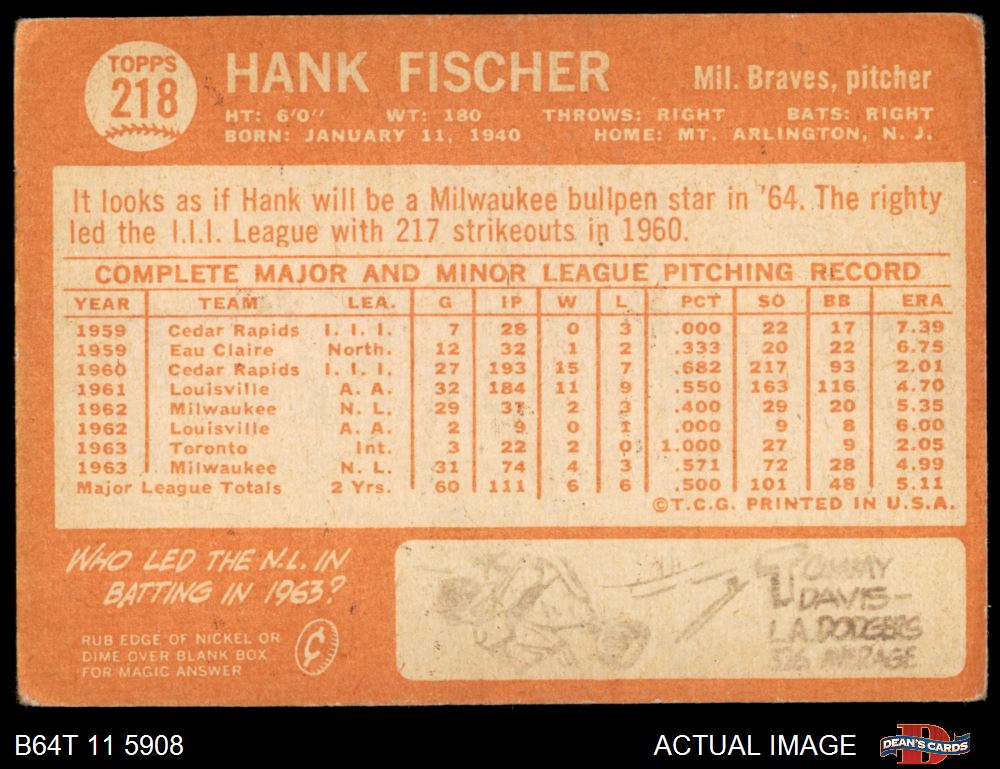 TOPPS
218
HANK FISCHER
Mil. Braves, pitcher
HT: 6'0" WT: 180 THROWS: RIGHT BATS: RIGHT
BORN: JANUARY 11, 1940 HOME: MT. ARLINGTON, N. J.
It looks as if Hank will be a Milwaukee bullpen star in '64. The righty
led the I.I.I. League with 217 strikeouts in 1960.
COMPLETE MAJOR AND MINOR LEAGUE PITCHING RECORD
YEAR TEAM LEA. G IP W L PCT SO BB ERA
1959 Cedar Rapids I. I. I. 7 28 0 3 .000 22 17 7.39
1959 Eau Claire North. 12 32 1 2 .333 20 22 6.75
1960 Cedar Rapids I. I. I. 27 193 15 7 .682 217 93 2.01
1961 Louisville A. A. 32 184 11 9 .550 163 116 4.70
1962 Milwaukee N. L. 29 37 2 3 .400 29 20 5.35
1962 Louisville A. A. 2 9 0 1 .000 9 8 6.00
1963 Toronto Int. 3 22 2 0 1.000 27 9 2.05
1963 Milwaukee N. L. 31 74 4 3 .571 72 28 4.99
Major League Totals 2 Yrs. 60 111 6 6 .500 101 48 5.11
©T.C.G. PRINTED IN U.S.A.
WHO LED THE N.L. IN
BATTING IN 1963?
RUB EDGE OF NICKEL OR
DIME OVER BLANK BOX
FOR MAGIC ANSWER
¢
TOMMY
DAVIS-
L.A. DODGERS
.326 AVERAGE
B64T 11 5908
ACTUAL IMAGE
DEAN'S CARDS